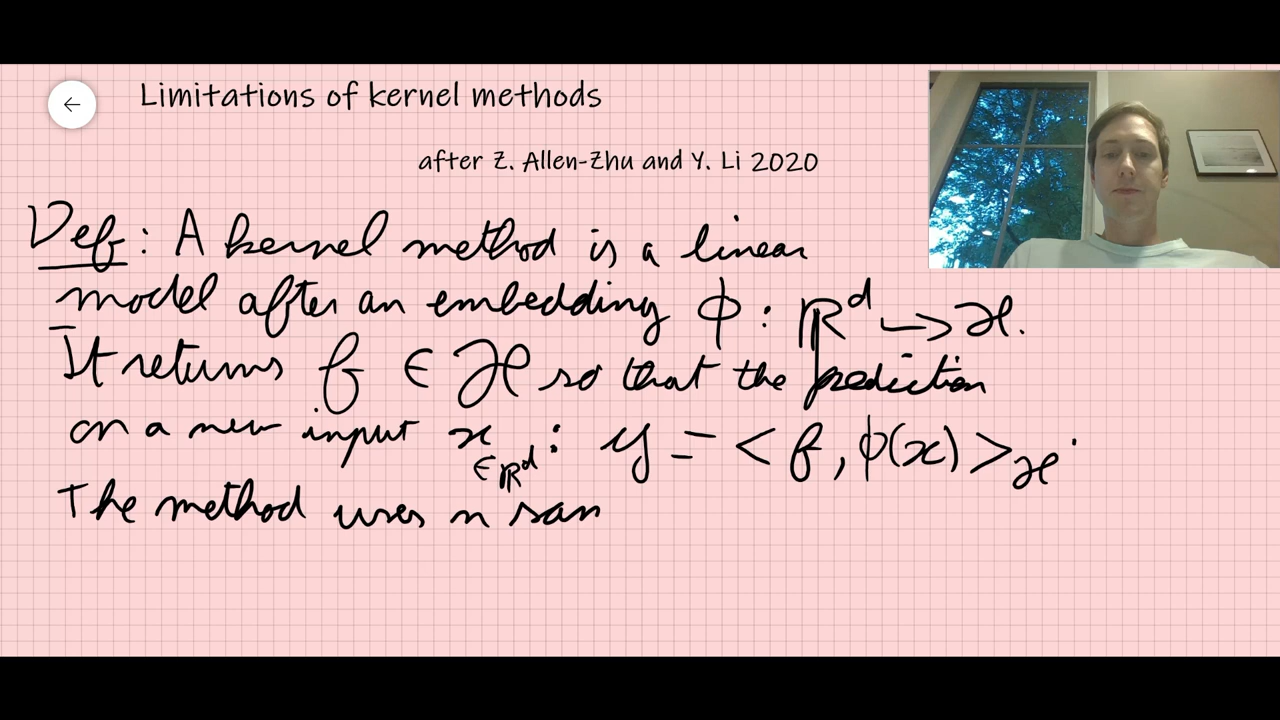 Limitations of kernel methods
after Z. Allen-Zhu and Y. Li 2020
Def: A kernel method is a linear
model after an embedding ϕ: ℝ^d ↪ ℋ.
It returns f ∈ ℋ so that the prediction
on a new input x ∈ ℝ^d : y = <f, ϕ(x)>_ℋ.
The method uses n sam